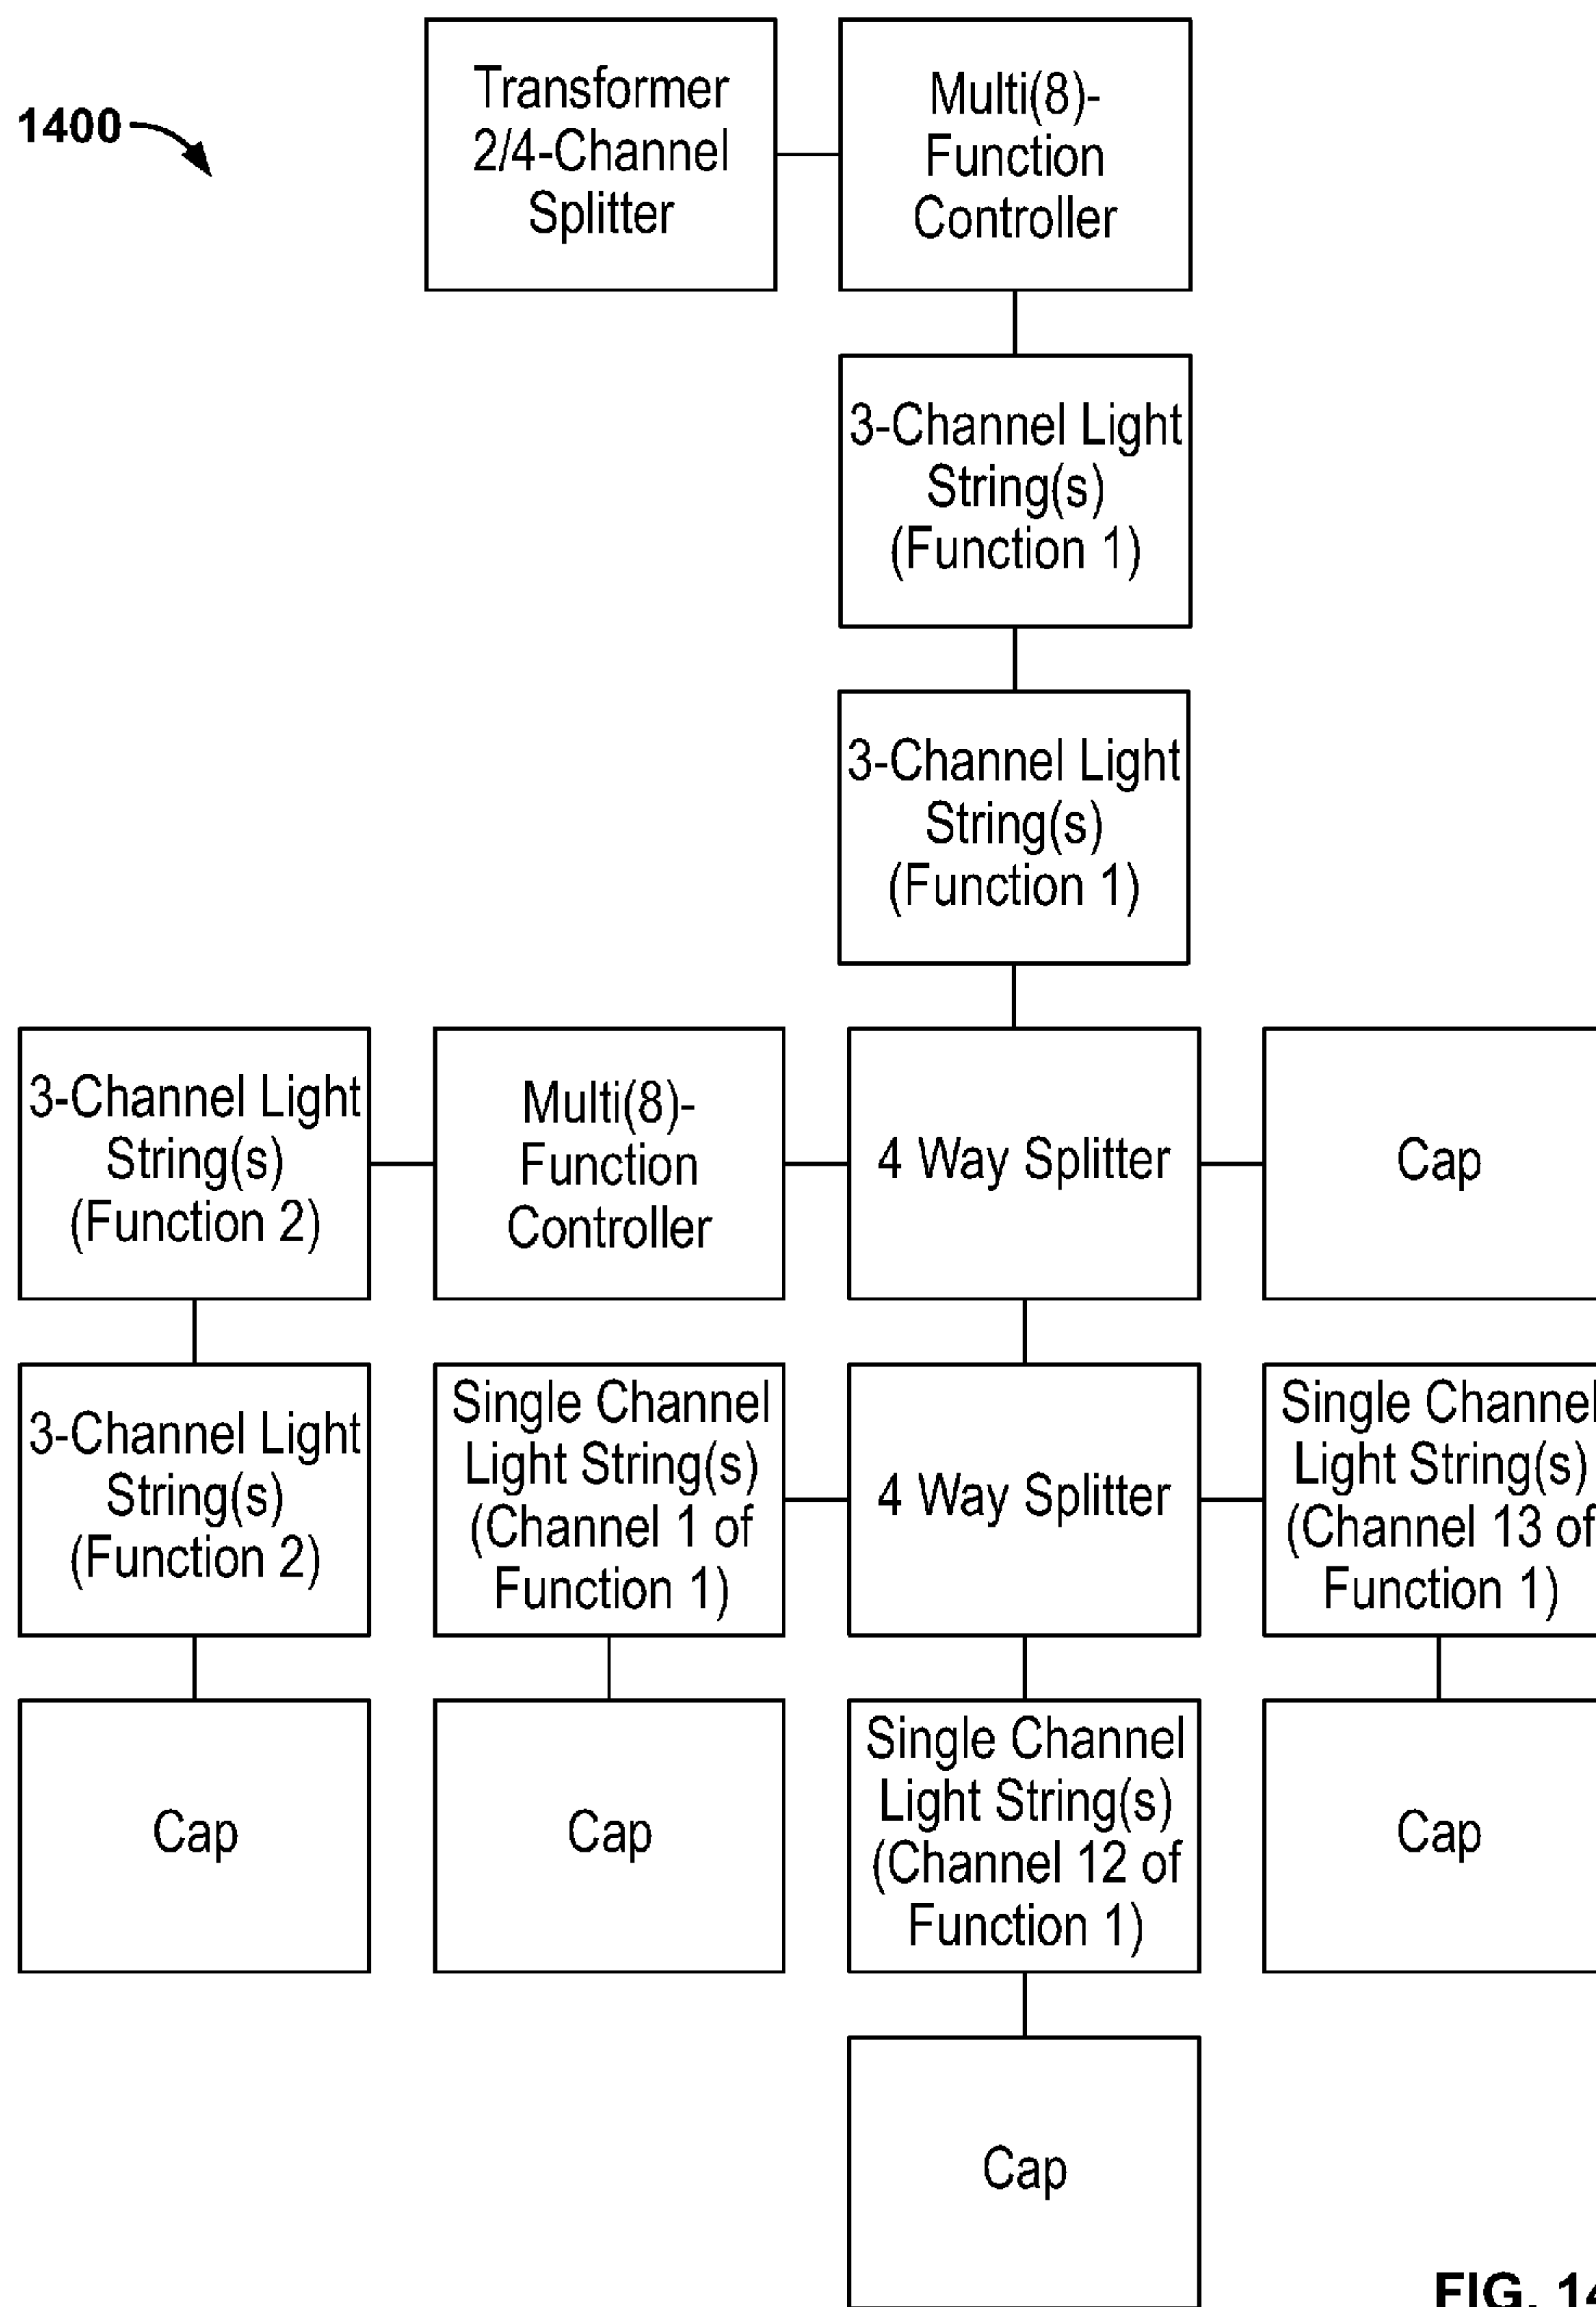 1400
Transformer
2/4-Channel
Splitter
Multi(8)-
Function
Controller
3-Channel Light
String(s)
(Function 1)
3-Channel Light
String(s)
(Function 1)
3-Channel Light
String(s)
(Function 2)
Multi(8)-
Function
Controller
4 Way Splitter
Cap
3-Channel Light
String(s)
(Function 2)
Single Channel
Light String(s)
(Channel 1 of
Function 1)
4 Way Splitter
Single Channel
Light String(s)
(Channel 13 of
Function 1)
Cap
Cap
Single Channel
Light String(s)
(Channel 12 of
Function 1)
Cap
Cap
FIG. 14